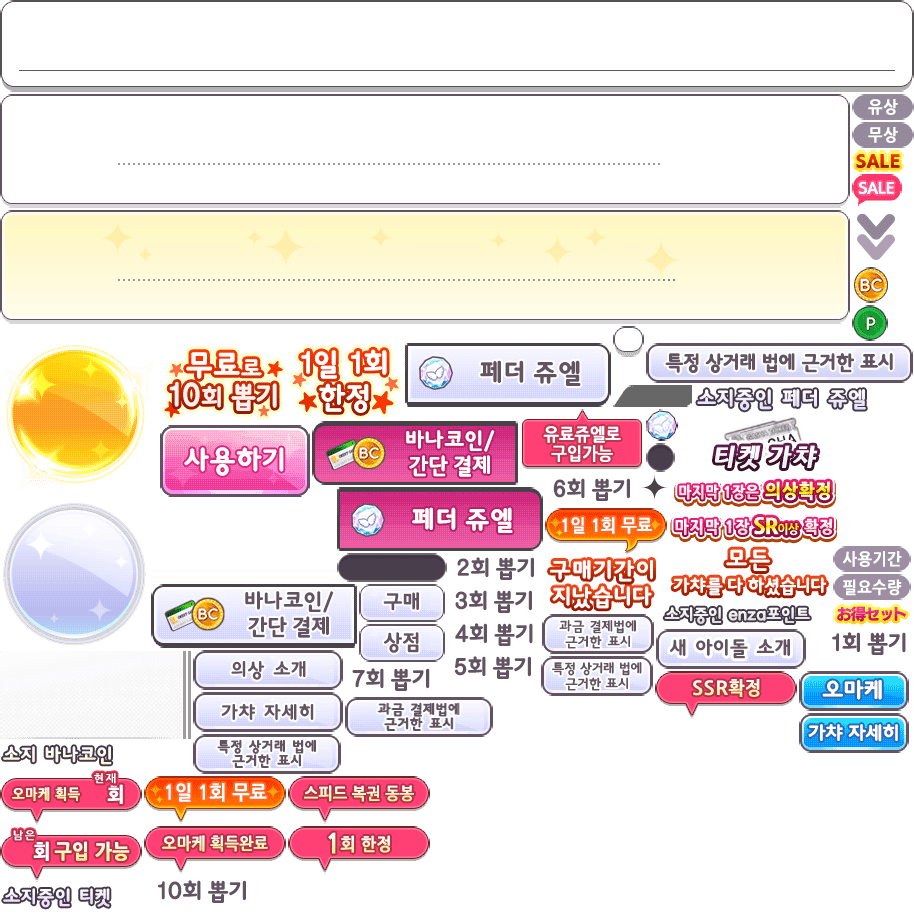 유상
무상
SALE
SALE
BC
P
무료로
10회 뽑기
1일 1회
한정
페더 쥬엘
특정 상거래 법에 근거한 표시
소지중인 페더 쥬엘
사용하기
BC
바나코인/
간단 결제
유료쥬엘로
구입가능
티켓 가챠
6회 뽑기
마지막 1장은 의상확정
페더 쥬엘
1일 1회 무료
마지막 1장 SR이상 확정
2회 뽑기
구매기간이
지났습니다
모든
가챠를 다 하셨습니다
사용기간
필요수량
BC
바나코인/
간단 결제
구매
3회 뽑기
소지중인 enza포인트
お得セット
상점
4회 뽑기
과금 결제법에
근거한 표시
새 아이돌 소개
1회 뽑기
의상 소개
7회 뽑기
5회 뽑기
특정 상거래 법에
근거한 표시
SSR확정
오마케
가챠 자세히
과금 결제법에
근거한 표시
가챠 자세히
소지 바나코인
특정 상거래 법에
근거한 표시
오마케 획득
현재
회
1일 1회 무료
스피드 복권 동봉
남은
회 구입 가능
오마케 획득완료
1회 한정
소지중인 티켓
10회 뽑기